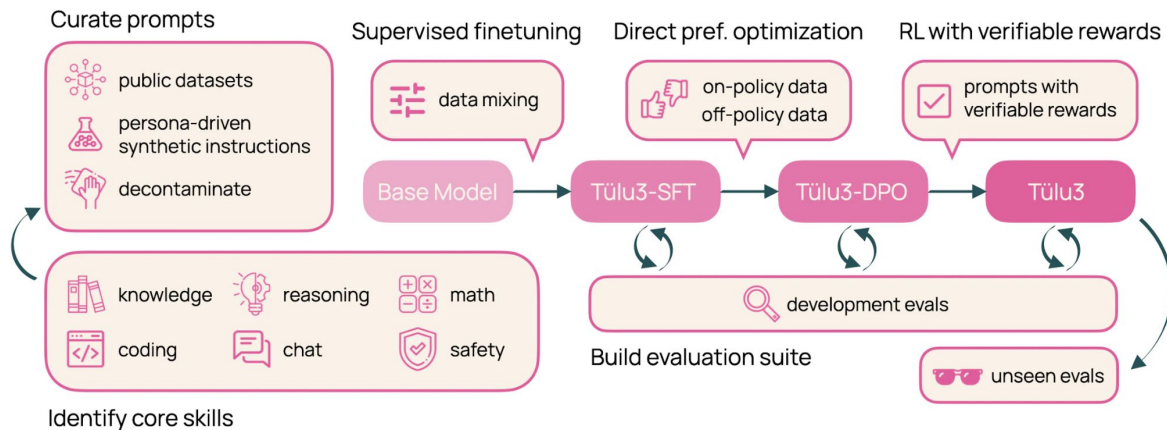 Curate prompts
public datasets
persona-driven
synthetic instructions
decontaminate
knowledge
reasoning
math
coding
chat
safety
Identify core skills
Supervised finetuning
data mixing
Direct pref. optimization
on-policy data
off-policy data
RL with verifiable rewards
prompts with
verifiable rewards
Base Model
Tülu3-SFT
Tülu3-DPO
Tülu3
development evals
Build evaluation suite
unseen evals